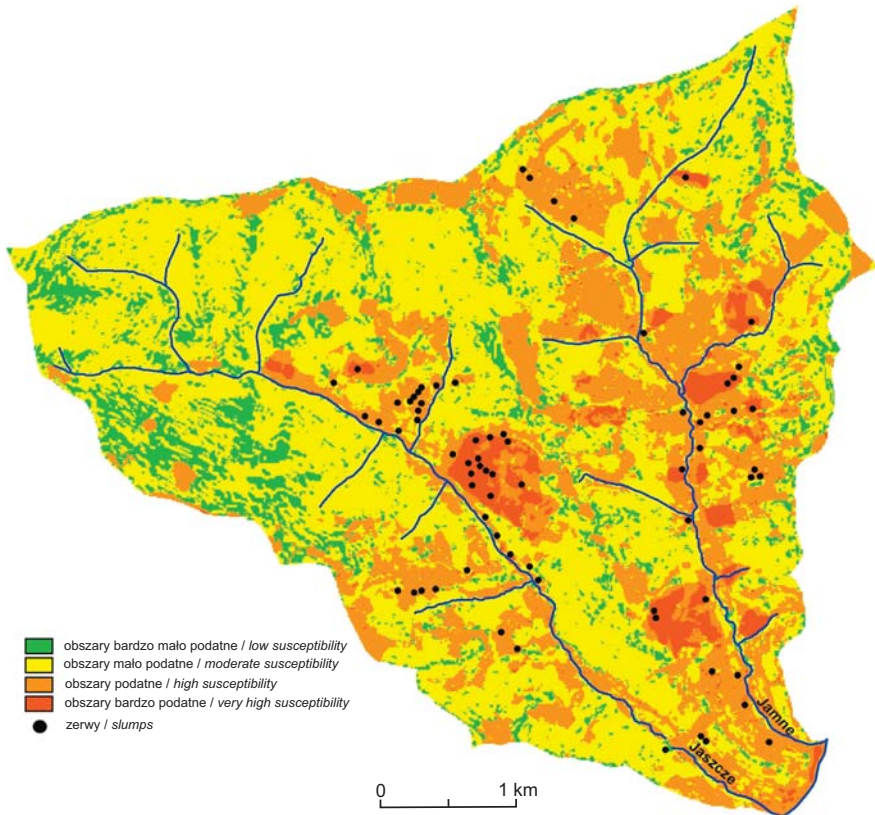 obszary bardzo mało podatne / low susceptibility
obszary mało podatne / moderate susceptibility
obszary podatne / high susceptibility
obszary bardzo podatne / very high susceptibility
zerwy / slumps
Jamne
Jaszcze
0 1 km